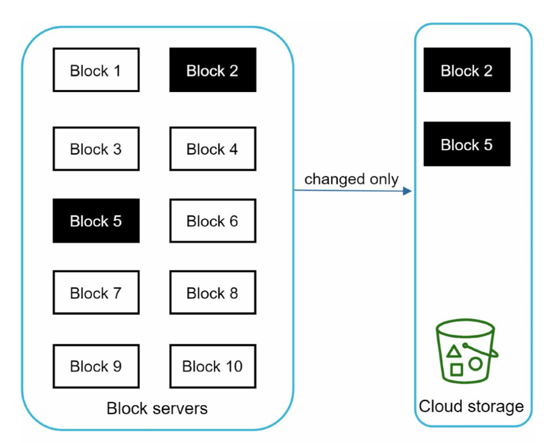 Block 1
Block 2
Block 3
Block 4
Block 5
Block 6
Block 7
Block 8
Block 9
Block 10
Block servers
changed only
Block 2
Block 5
Cloud storage